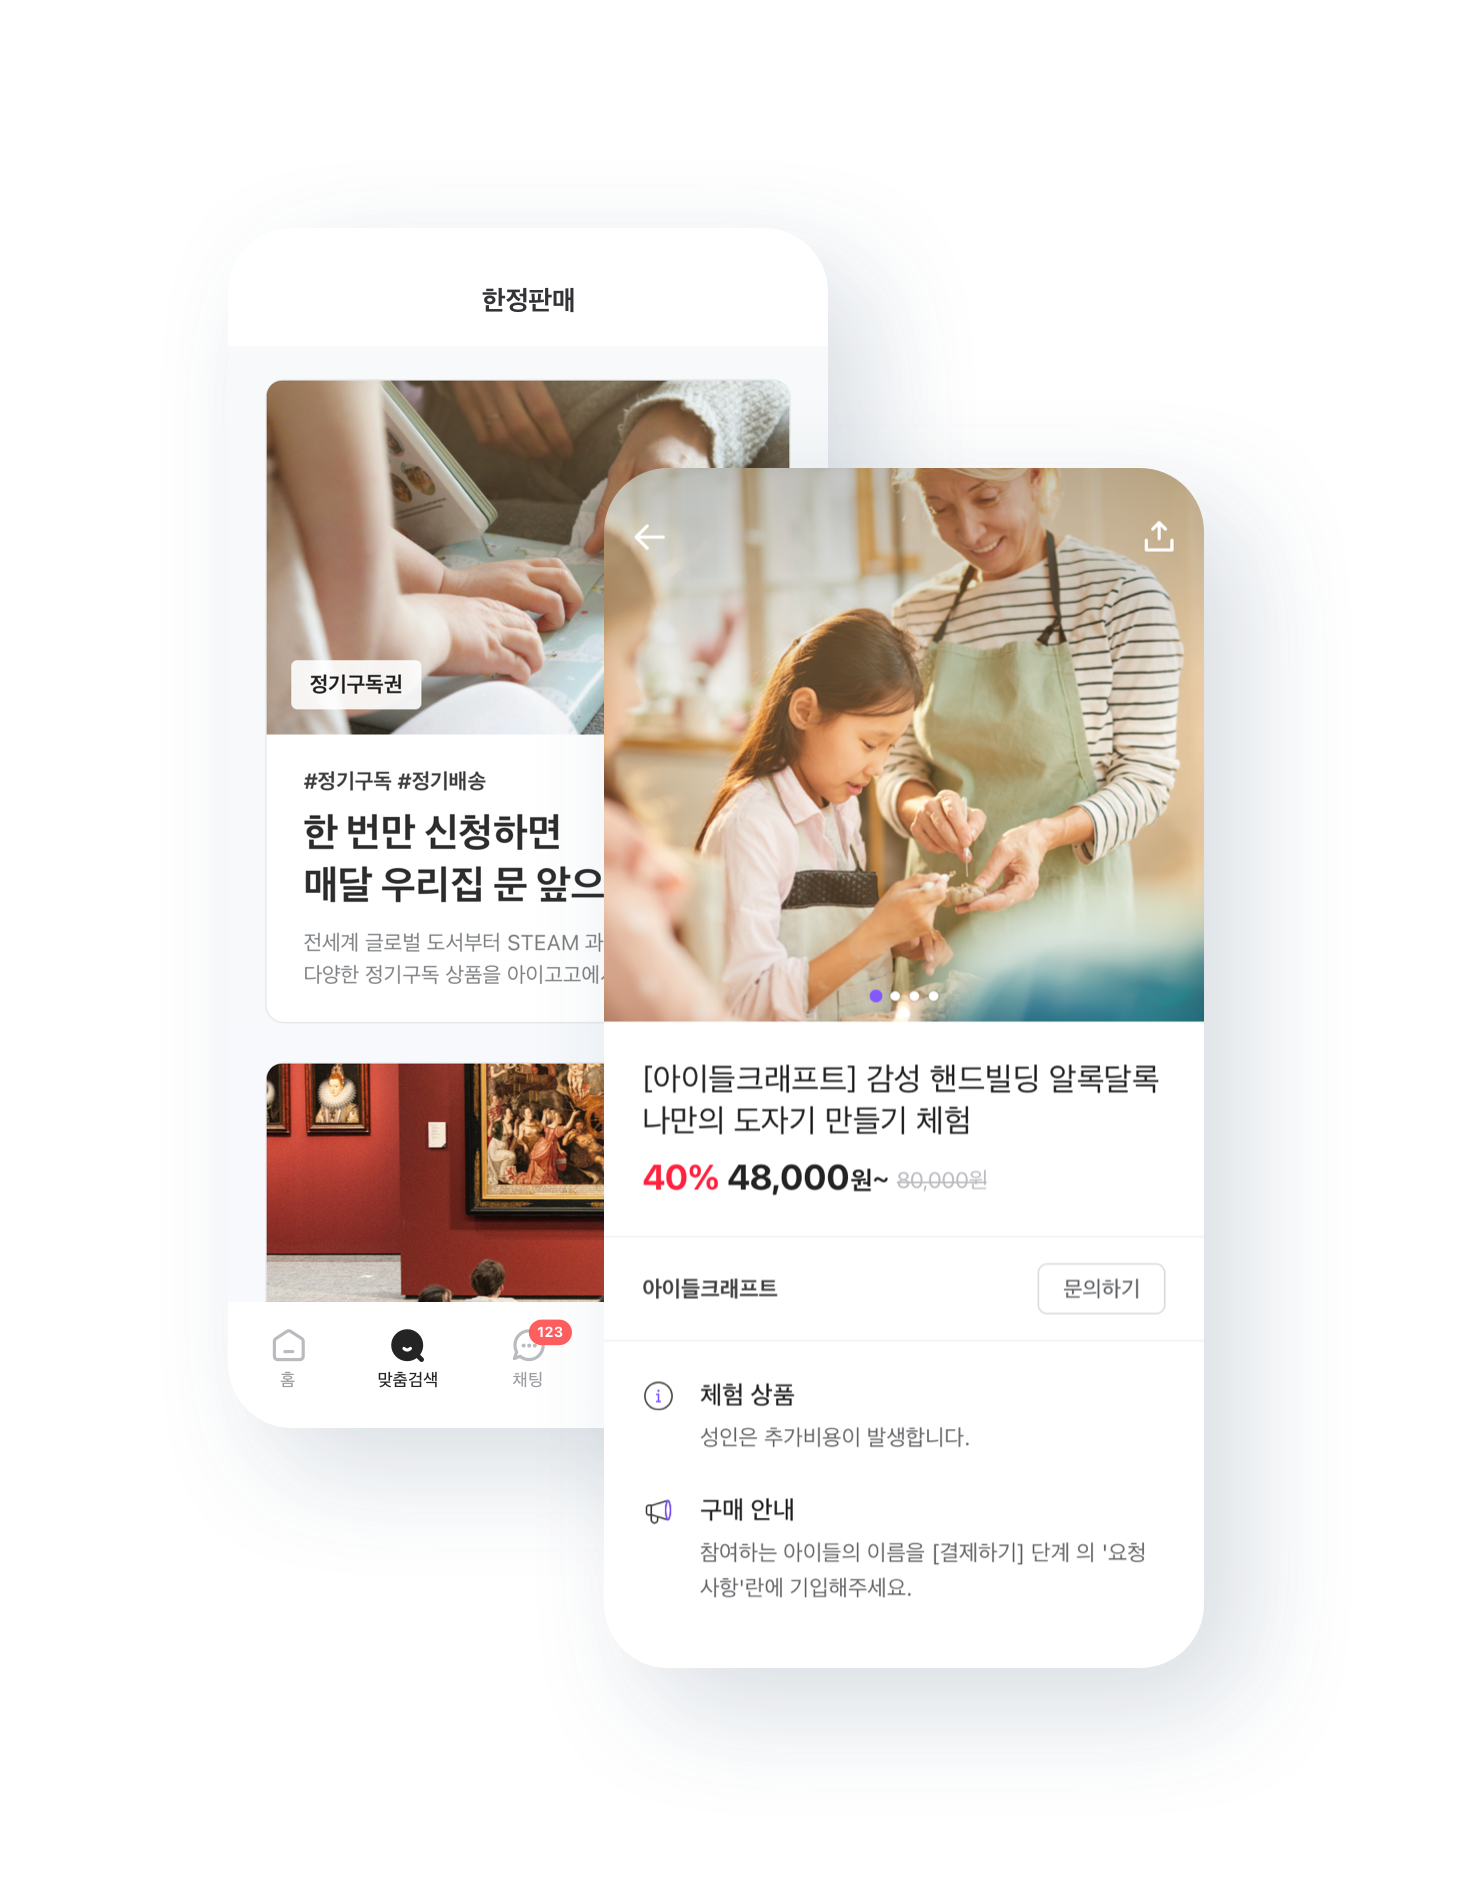 한정판매
정기구독권
#정기구독 #정기배송
한 번만 신청하면
매달 우리집 문 앞으
전세계 글로벌 도서부터 STEAM 과
다양한 정기구독 상품을 아이고고에
홈
맞춤검색
채팅
123
[아이들크래프트] 감성 핸드빌딩 알록달록
나만의 도자기 만들기 체험
40% 48,000원~ 80,000원
아이들크래프트
문의하기
체험 상품
성인은 추가비용이 발생합니다.
구매 안내
참여하는 아이들의 이름을 [결제하기] 단계 의 '요청
사항'란에 기입해주세요.